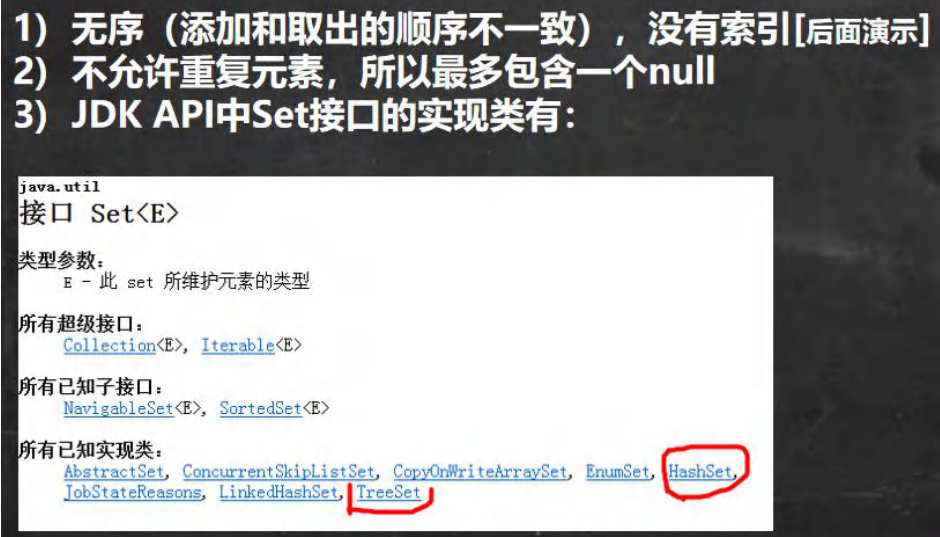 1）无序（添加和取出的顺序不一致），没有索引[后面演示]
2）不允许重复元素，所以最多包含一个null
3）JDK API中Set接口的实现类有：
java.util
接口 Set<E>
类型参数：
E - 此 set 所维护元素的类型
所有超级接口：
Collection<E>, Iterable<E>
所有已知子接口：
NavigableSet<E>, SortedSet<E>
所有已知实现类：
AbstractSet, ConcurrentSkipListSet, CopyOnWriteArraySet, EnumSet, HashSet,
JobStateReasons, LinkedHashSet, TreeSet